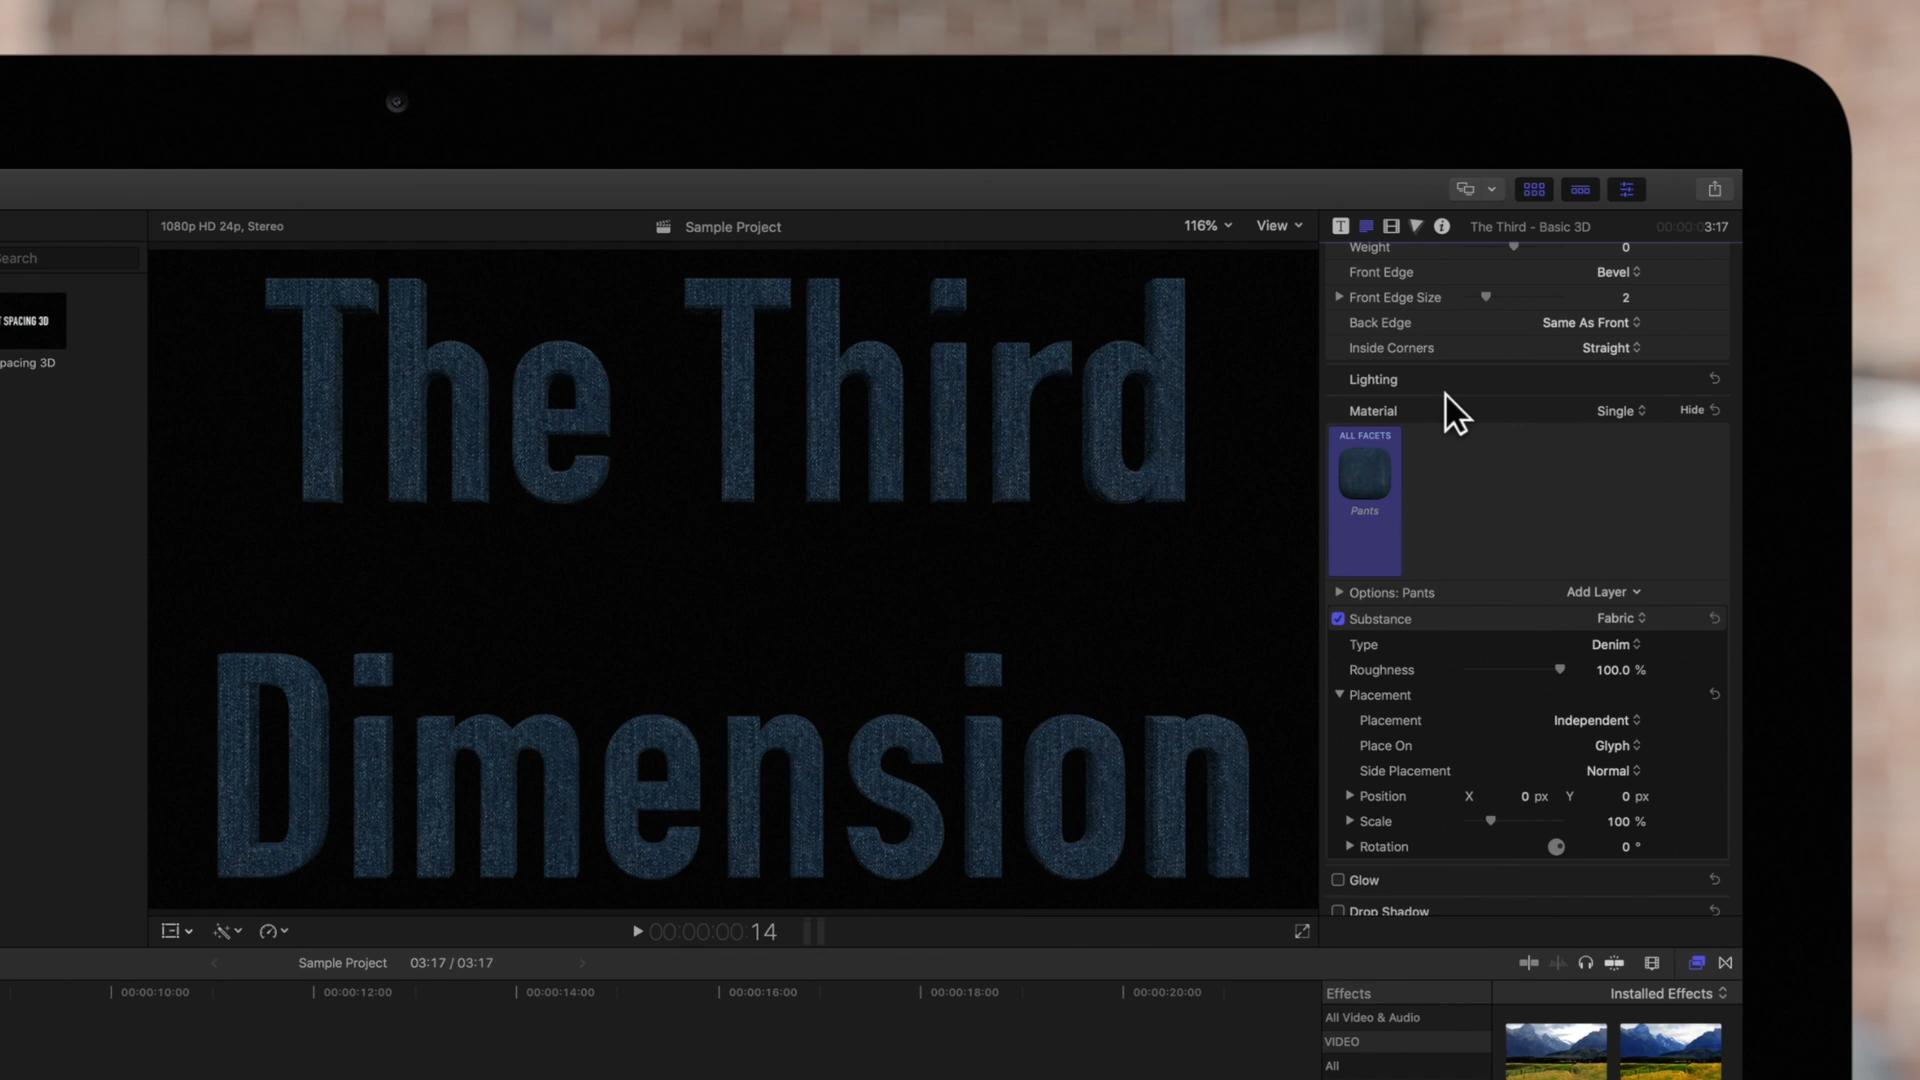 1080p HD 24p, Stereo
Sample Project
116%
View
The Third - Basic 3D
00:00:03:17
Search
SPACING 3D
pacing 3D
The Third
Dimension
Weight 0
Front Edge Bevel
Front Edge Size 2
Back Edge Same As Front
Inside Corners Straight
Lighting
Material Single Hide
ALL FACETS
Pants
Options: Pants Add Layer
Substance Fabric
Type Denim
Roughness 100.0 %
Placement
Placement Independent
Place On Glyph
Side Placement Normal
Position X 0 px Y 0 px
Scale 100 %
Rotation 0 °
Glow
Drop Shadow
00:00:00:14
Sample Project 03:17 / 03:17
00:00:10:00 00:00:12:00 00:00:14:00 00:00:16:00 00:00:18:00 00:00:20:00
Effects Installed Effects
All Video & Audio
VIDEO
All